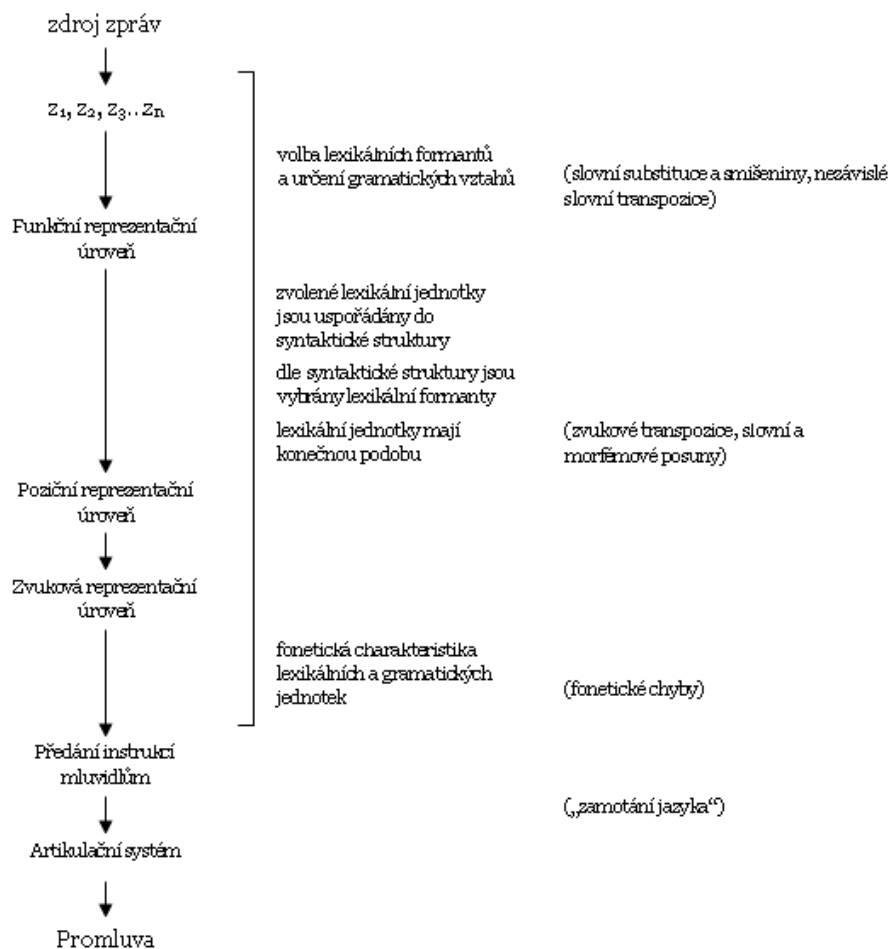 zdroj zpráv
z₁, z₂, z₃...zₙ
volba lexikálních formantů
a určení gramatických vztahů
(slovní substituce a smišeniny, nezávislé
slovní transpozice)
Funkční reprezentační
úroveň
zvolené lexikální jednotky
jsou uspořádány do
syntaktické struktury
dle syntaktické struktury jsou
vybrány lexikální formanty
lexikální jednotky mají
konečnou podobu
(zvukové transpozice, slovní a
morfémové posuny)
Poziční reprezentační
úroveň
Zvuková reprezentační
úroveň
fonetická charakteristika
lexikálních a gramatických
jednotek
(fonetické chyby)
Předání instrukcí
mluvidlům
(„zamotání jazyka“)
Artikulační systém
Promluva